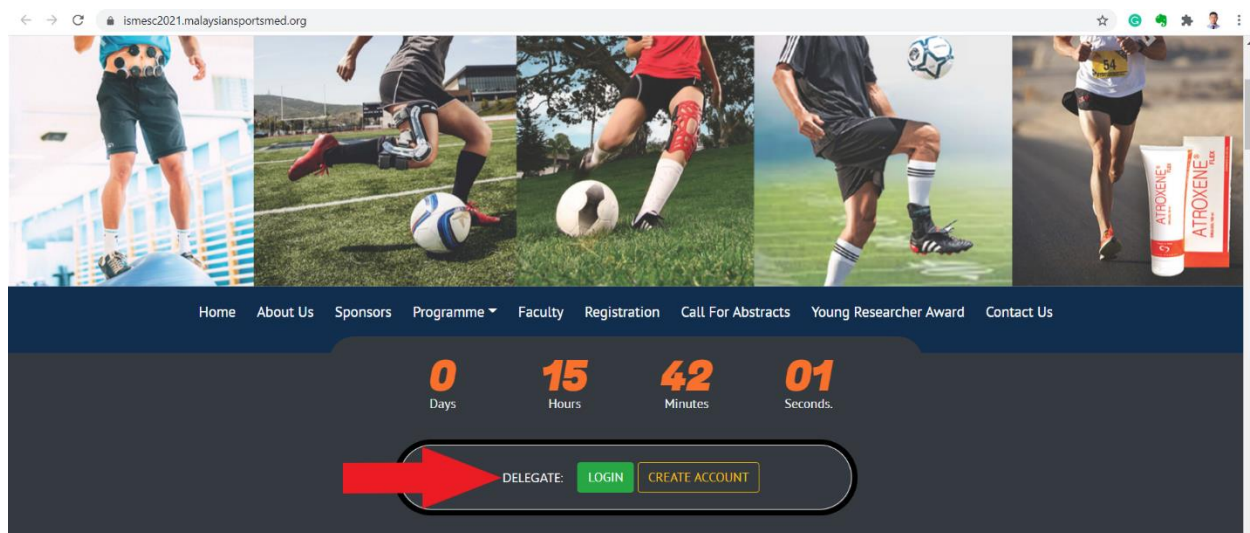 ismesc2021.malaysiansportsmed.org
54
ATROXENE
FLEX
ATROXENE®
FLEX
Home About Us Sponsors Programme Faculty Registration Call For Abstracts Young Researcher Award Contact Us
0 15 42 01
Days Hours Minutes Seconds.
DELEGATE: LOGIN CREATE ACCOUNT